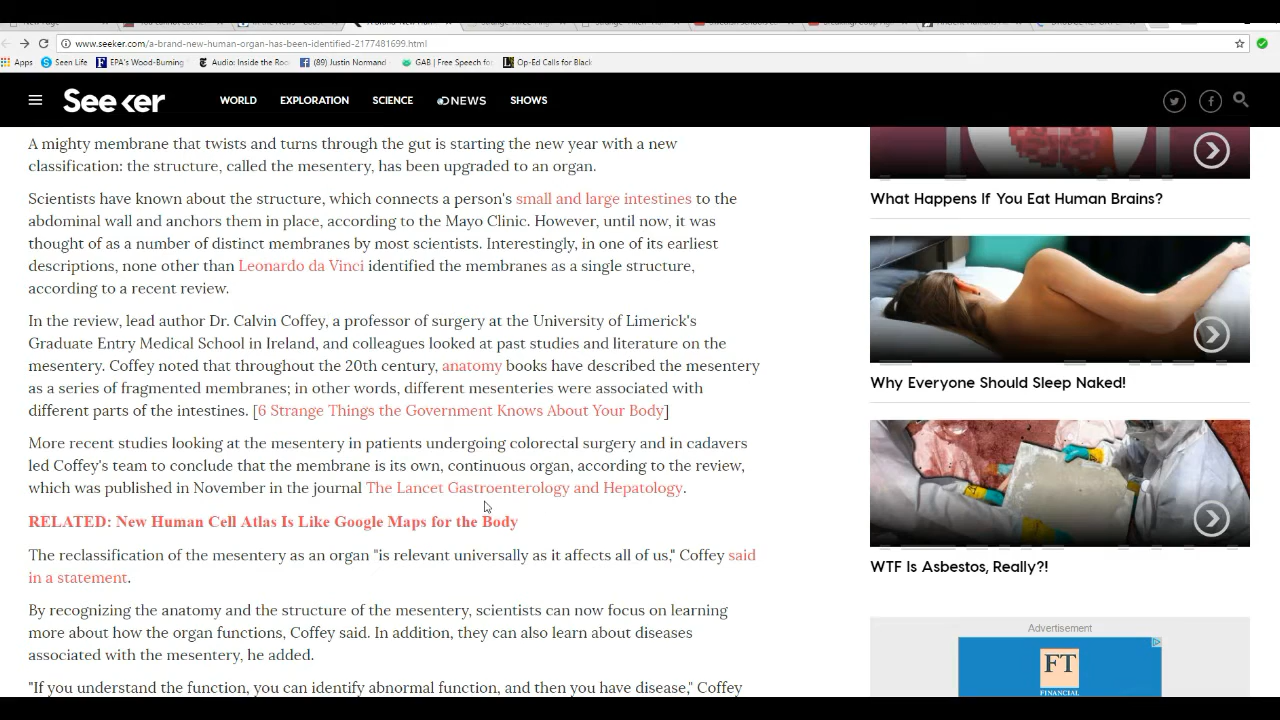 www.seeker.com/a-brand-new-human-organ-has-been-identified-2177481699.html
Apps Seen Life EPA's Wood-Burning Audio: Inside the Roo (89) Justin Normand GAB | Free Speech fo Op-Ed Calls for Black
Seeker WORLD EXPLORATION SCIENCE NEWS SHOWS
A mighty membrane that twists and turns through the gut is starting the new year with a new
classification: the structure, called the mesentery, has been upgraded to an organ.
Scientists have known about the structure, which connects a person's small and large intestines to the
abdominal wall and anchors them in place, according to the Mayo Clinic. However, until now, it was
thought of as a number of distinct membranes by most scientists. Interestingly, in one of its earliest
descriptions, none other than Leonardo da Vinci identified the membranes as a single structure,
according to a recent review.
In the review, lead author Dr. Calvin Coffey, a professor of surgery at the University of Limerick's
Graduate Entry Medical School in Ireland, and colleagues looked at past studies and literature on the
mesentery. Coffey noted that throughout the 20th century, anatomy books have described the mesentery
as a series of fragmented membranes; in other words, different mesenteries were associated with
different parts of the intestines. [6 Strange Things the Government Knows About Your Body]
More recent studies looking at the mesentery in patients undergoing colorectal surgery and in cadavers
led Coffey's team to conclude that the membrane is its own, continuous organ, according to the review,
which was published in November in the journal The Lancet Gastroenterology and Hepatology.
RELATED: New Human Cell Atlas Is Like Google Maps for the Body
The reclassification of the mesentery as an organ "is relevant universally as it affects all of us," Coffey said
in a statement.
By recognizing the anatomy and the structure of the mesentery, scientists can now focus on learning
more about how the organ functions, Coffey said. In addition, they can also learn about diseases
associated with the mesentery, he added.
"If you understand the function, you can identify abnormal function, and then you have disease," Coffey
What Happens If You Eat Human Brains?
Why Everyone Should Sleep Naked!
WTF Is Asbestos, Really?!
Advertisement
FT
FINANCIAL